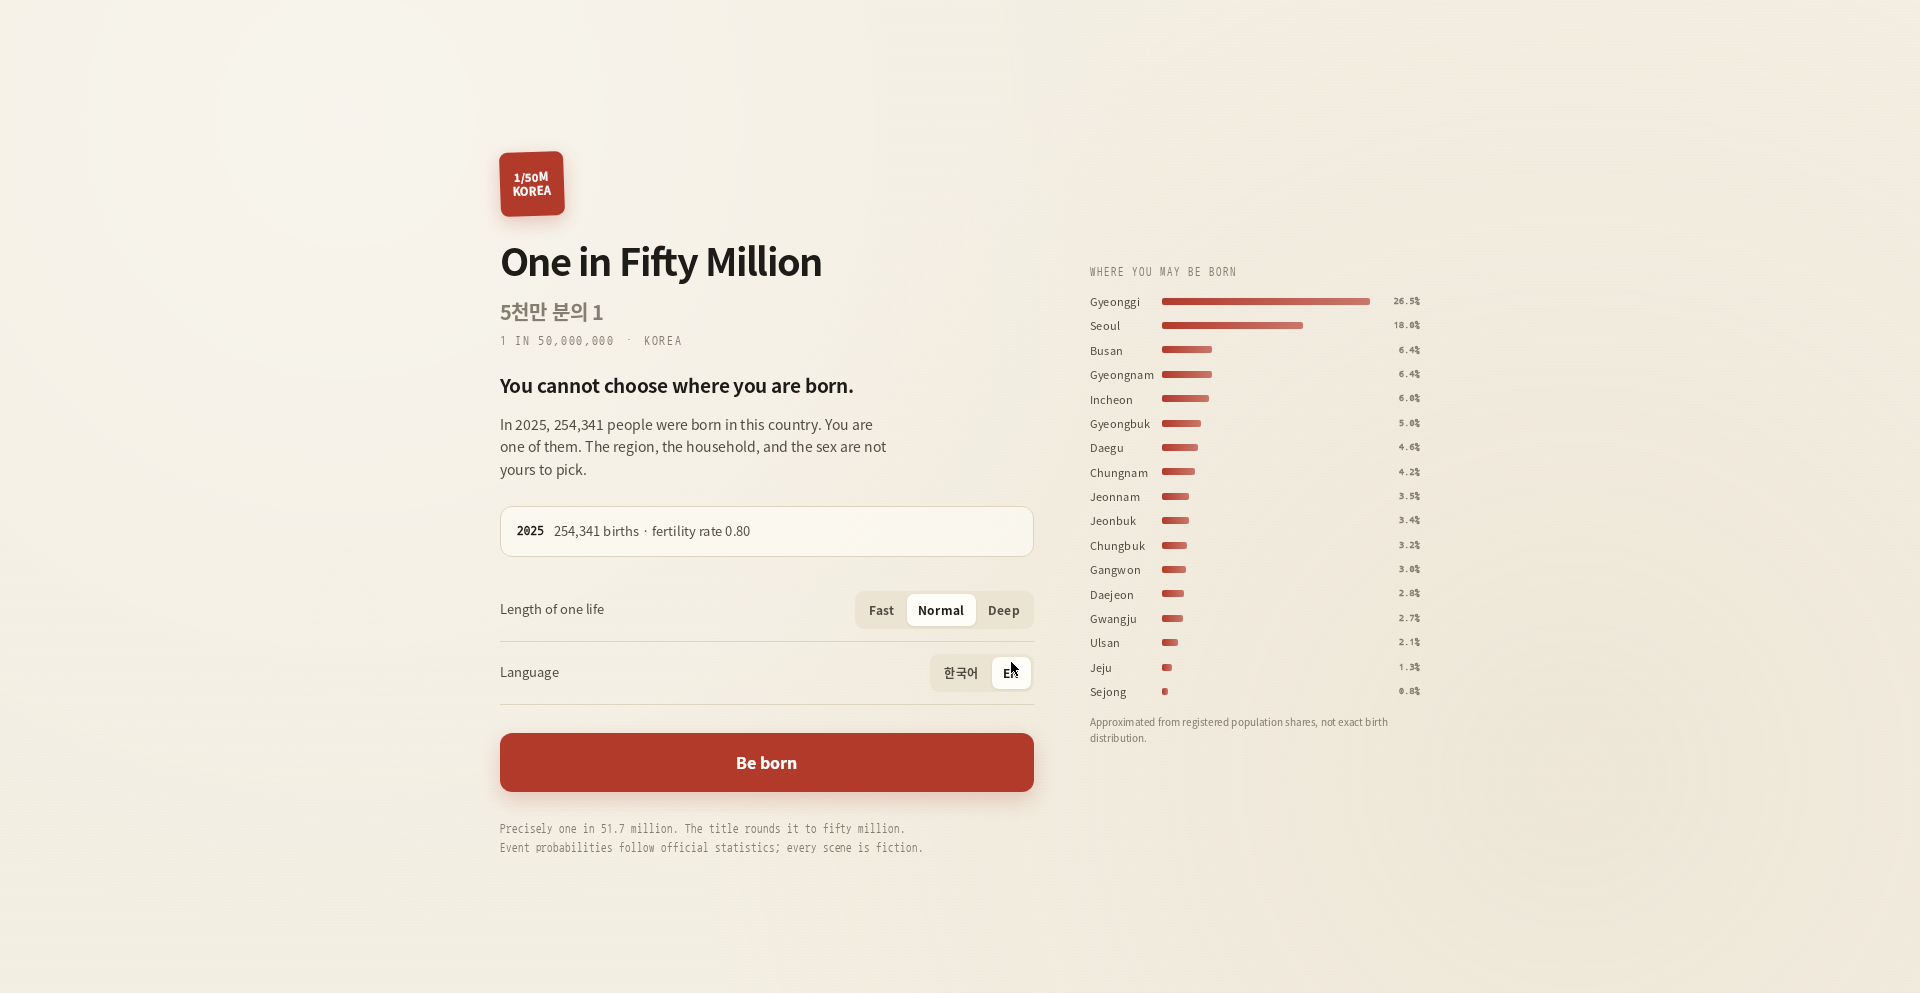 1/50M
KOREA
One in Fifty Million
5천만 분의 1
1 IN 50,000,000 · KOREA
You cannot choose where you are born.
In 2025, 254,341 people were born in this country. You are
one of them. The region, the household, and the sex are not
yours to pick.
2025 254,341 births · fertility rate 0.80
Length of one life Fast Normal Deep
Language 한국어
Be born
Precisely one in 51.7 million. The title rounds it to fifty million.
Event probabilities follow official statistics; every scene is fiction.
WHERE YOU MAY BE BORN
Gyeonggi 26.5%
Seoul 18.0%
Busan 6.4%
Gyeongnam 6.4%
Incheon 6.0%
Gyeongbuk 5.0%
Daegu 4.6%
Chungnam 4.2%
Jeonnam 3.5%
Jeonbuk 3.4%
Chungbuk 3.2%
Gangwon 3.0%
Daejeon 2.8%
Gwangju 2.7%
Ulsan 2.1%
Jeju 1.3%
Sejong 0.8%
Approximated from registered population shares, not exact birth
distribution.